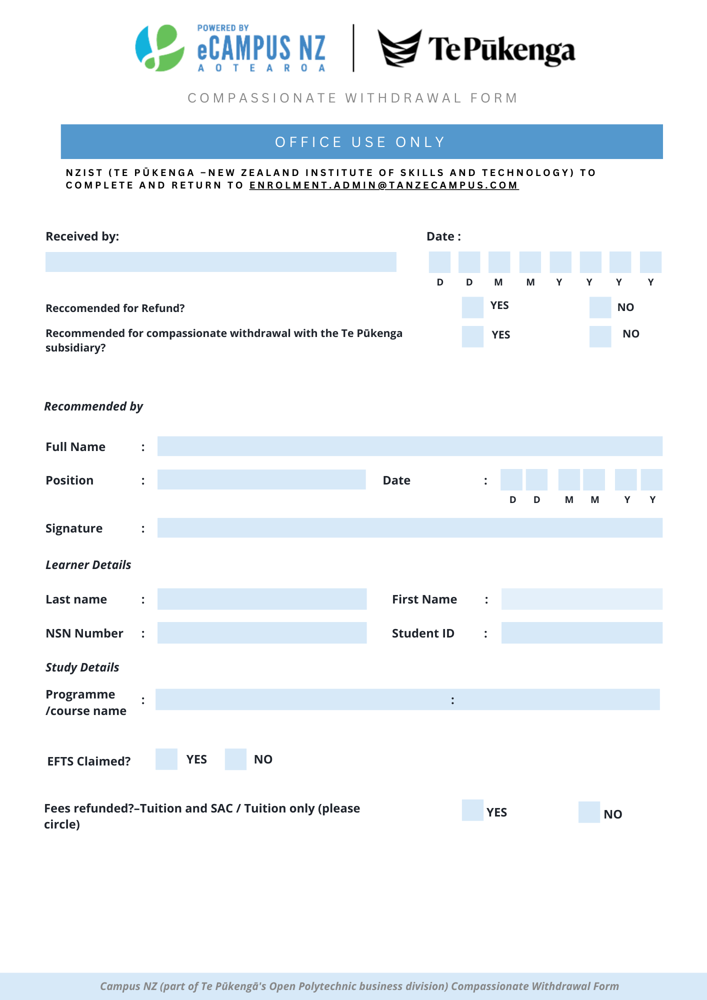 POWERED BY
eCAMPUS NZ
AOTEAROA
Te Pūkenga
COMPASSIONATE WITHDRAWAL FORM
OFFICE USE ONLY
NZIST (TE PŪKENGA –NEW ZEALAND INSTITUTE OF SKILLS AND TECHNOLOGY) TO
COMPLETE AND RETURN TO ENROLMENT.ADMIN@TANZECAMPUS.COM
Received by: Date :
D D M M Y Y Y Y
Reccomended for Refund? YES NO
Recommended for compassionate withdrawal with the Te Pūkenga YES NO
subsidiary?
Recommended by
Full Name :
Position : Date :
D D M M Y Y
Signature :
Learner Details
Last name : First Name :
NSN Number : Student ID :
Study Details
Programme : :
/course name
EFTS Claimed? YES NO
Fees refunded?–Tuition and SAC / Tuition only (please YES NO
circle)
Campus NZ (part of Te Pūkengā's Open Polytechnic business division) Compassionate Withdrawal Form